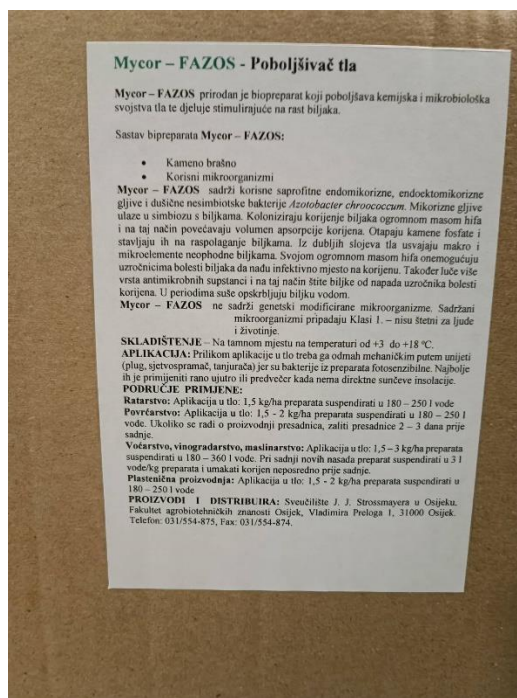 Mycor – FAZOS - Poboljšivač tla
Mycor – FAZOS prirodan je biopreparat koji poboljšava kemijska i mikrobiološka
svojstva tla te djeluje stimulirajuće na rast biljaka.
Sastav bipreparata Mycor – FAZOS:
• Kameno brašno
• Korisni mikroorganizmi
Mycor – FAZOS sadrži korisne saprofitne endomikorizne, endoektomikorizne
gljive i dušične nesimbiotske bakterije Azotobacter chroococcum. Mikorizne gljive
ulaze u simbiozu s biljkama. Koloniziraju korijenje biljaka ogromnom masom hifa
i na taj način povećavaju volumen apsorpcije korijena. Otapaju kamene fosfate i
stavljaju ih na raspolaganje biljkama. Iz dubljih slojeva tla usvajaju makro i
mikroelemente neophodne biljkama. Svojom ogromnom masom hifa onemogućuju
uzročnicima bolesti biljaka da nađu infektivno mjesto na korijenu. Također luče više
vrsta antimikrobnih supstanci i na taj način štite biljke od napada uzročnika bolesti
korijena. U periodima suše opskrbljuju biljku vodom.
Mycor – FAZOS ne sadrži genetski modificirane mikroorganizme. Sadržani
mikroorganizmi pripadaju Klasi 1. – nisu štetni za ljude
i životinje.
SKLADIŠTENJE – Na tamnom mjestu na temperaturi od +3 do +18 ºC.
APLIKACIJA: Prilikom aplikacije u tlo treba ga odmah mehaničkim putem unijeti
(plug, sjetvospramač, tanjurača) jer su bakterije iz preparata fotosenzibilne. Najbolje
ih je primijeniti rano ujutro ili predvečer kada nema direktne sunčeve insolacije.
PODRUČJE PRIMJENE:
Ratarstvo: Aplikacija u tlo: 1,5 kg/ha preparata suspendirati u 180 – 250 l vode
Povrćarstvo: Aplikacija u tlo: 1,5 - 2 kg/ha preparata suspendirati u 180 – 250 l
vode. Ukoliko se radi o proizvodnji presadnica, zaliti presadnice 2 – 3 dana prije
sadnje.
Voćarstvo, vinogradarstvo, maslinarstvo: Aplikacija u tlo: 1,5 – 3 kg/ha preparata
suspendirati u 180 – 360 l vode. Pri sadnji novih nasada preparat suspendirati u 3 l
vode/kg preparata i umakati korijen neposredno prije sadnje.
Plastenična proizvodnja: Aplikacija u tlo: 1,5 - 2 kg/ha preparata suspendirati u
180 – 250 l vode
PROIZVODI I DISTRIBUIRA: Sveučilište J. J. Strossmayera u Osijeku.
Fakultet agrobiotehničkih znanosti Osijek, Vladimira Preloga 1, 31000 Osijek.
Telefon: 031/554-875, Fax: 031/554-874.